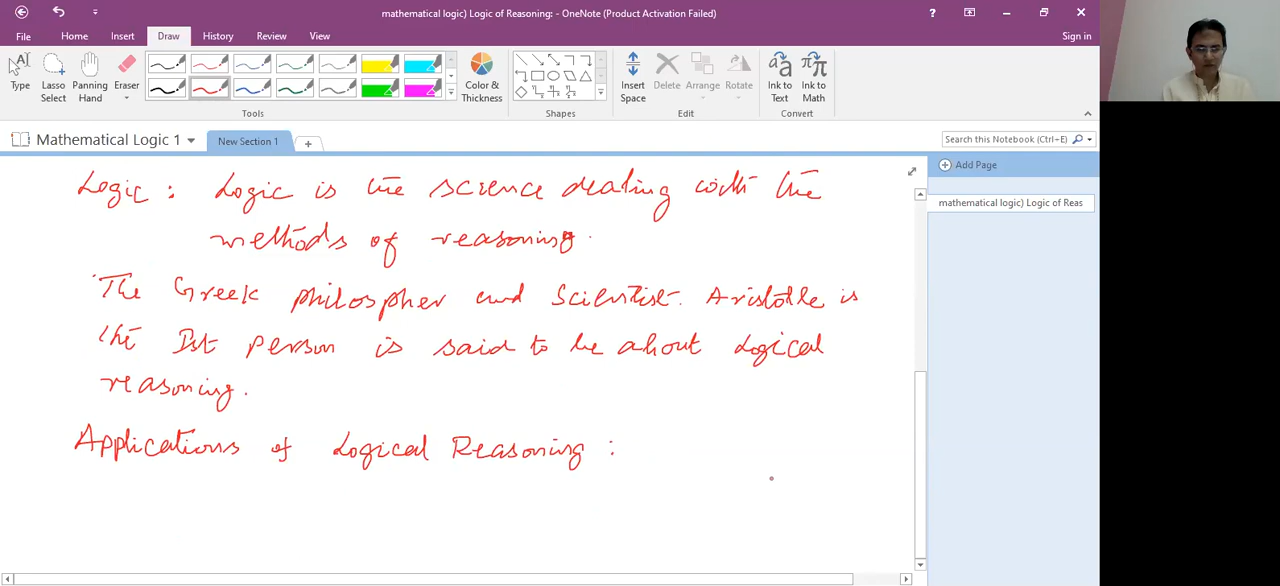 mathematical logic) Logic of Reasoning: - OneNote (Product Activation Failed)
?
File Home Insert Draw History Review View Sign in
Type Lasso Select Panning Hand Eraser Color & Thickness Insert Space Delete Arrange Rotate Ink to Text Ink to Math
Tools Shapes Edit Convert
Mathematical Logic 1 New Section 1 + Search this Notebook (Ctrl+E)
Add Page
mathematical logic) Logic of Reas
Logic : Logic is the science dealing with the
methods of reasoning.
The Greek philospher and Scientist. Aristotle is
the Ist person is said to be about Logical
reasoning.
Applications of Logical Reasoning :